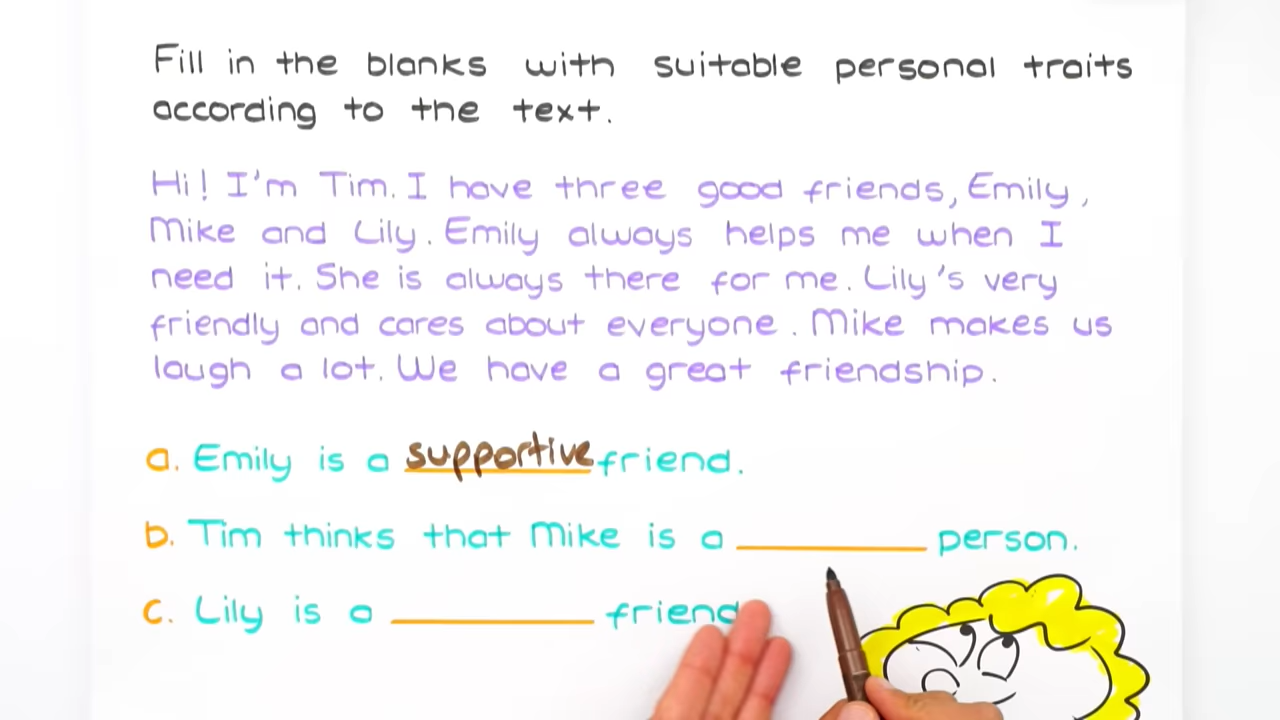 Fill in the blanks with suitable personal traits
according to the text.
Hi! I'm Tim. I have three good friends, Emily,
Mike and Lily. Emily always helps me when I
need it. She is always there for me. Lily's very
friendly and cares about everyone. Mike makes us
laugh a lot. We have a great friendship.
a. Emily is a supportive friend.
b. Tim thinks that Mike is a __________ person.
c. Lily is a __________ friend